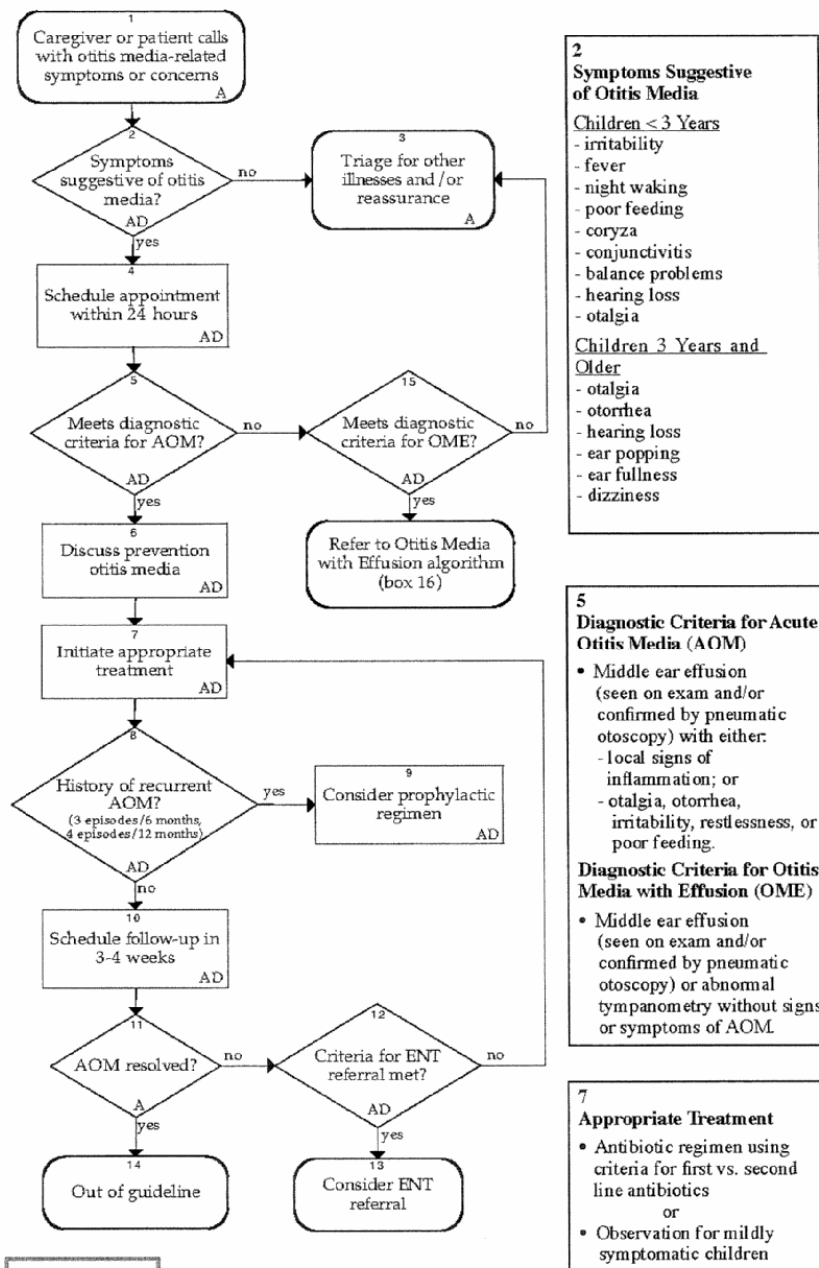 1
Caregiver or patient calls
with otitis media-related
symptoms or concerns
A
2
Symptoms
suggestive of otitis
media?
AD
no
yes
3
Triage for other
illnesses and/or
reassurance
A
4
Schedule appointment
within 24 hours
AD
5
Meets diagnostic
criteria for AOM?
AD
no
yes
15
Meets diagnostic
criteria for OME?
AD
no
yes
6
Discuss prevention
otitis media
AD
Refer to Otitis Media
with Effusion algorithm
(box 16)
7
Initiate appropriate
treatment
AD
8
History of recurrent
AOM?
(3 episodes/6 months,
4 episodes/12 months)
AD
yes
no
9
Consider prophylactic
regimen
AD
10
Schedule follow-up in
3-4 weeks
AD
11
AOM resolved?
A
no
yes
12
Criteria for ENT
referral met?
AD
no
yes
14
Out of guideline
13
Consider ENT
referral
2
Symptoms Suggestive
of Otitis Media
Children < 3 Years
- irritability
- fever
- night waking
- poor feeding
- coryza
- conjunctivitis
- balance problems
- hearing loss
- otalgia
Children 3 Years and
Older
- otalgia
- otorrhea
- hearing loss
- ear popping
- ear fullness
- dizziness
5
Diagnostic Criteria for Acute
Otitis Media (AOM)
• Middle ear effusion
(seen on exam and/or
confirmed by pneumatic
otoscopy) with either:
- local signs of
inflammation; or
- otalgia, otorrhea,
irritability, restlessness, or
poor feeding.
Diagnostic Criteria for Otitis
Media with Effusion (OME)
• Middle ear effusion
(seen on exam and/or
confirmed by pneumatic
otoscopy) or abnormal
tympanometry without signs
or symptoms of AOM.
7
Appropriate Treatment
• Antibiotic regimen using
criteria for first vs. second
line antibiotics
or
• Observation for mildly
symptomatic children